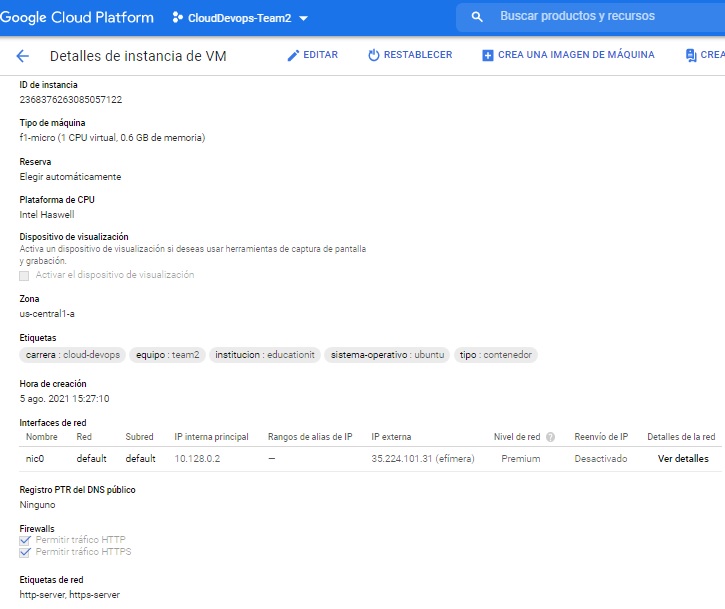 Google Cloud Platform CloudDevops-Team2 Buscar productos y recursos
Detalles de instancia de VM EDITAR RESTABLECER CREA UNA IMAGEN DE MÁQUINA CREA
ID de instancia
2368376263085057122
Tipo de máquina
f1-micro (1 CPU virtual, 0.6 GB de memoria)
Reserva
Elegir automáticamente
Plataforma de CPU
Intel Haswell
Dispositivo de visualización
Activa un dispositivo de visualización si deseas usar herramientas de captura de pantalla
y grabación.
Activar el dispositivo de visualización
Zona
us-central1-a
Etiquetas
carrera : cloud-devops equipo : team2 institucion : educationit sistema-operativo : ubuntu tipo : contenedor
Hora de creación
5 ago. 2021 15:27:10
Interfaces de red
Nombre Red Subred IP interna principal Rangos de alias de IP IP externa Nivel de red Reenvío de IP Detalles de la red
nic0 default default 10.128.0.2 — 35.224.101.31 (efímera) Premium Desactivado Ver detalles
Registro PTR del DNS público
Ninguno
Firewalls
Permitir tráfico HTTP
Permitir tráfico HTTPS
Etiquetas de red
http-server, https-server